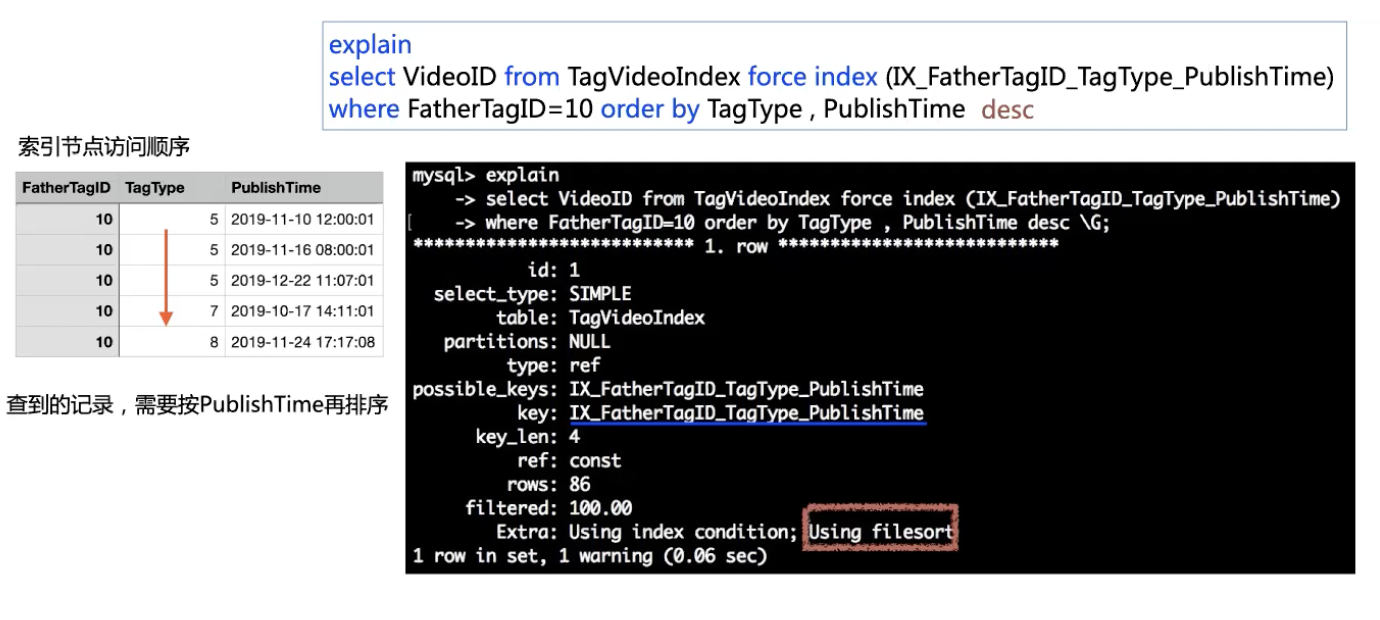 explain
select VideoID from TagVideoIndex force index (IX_FatherTagID_TagType_PublishTime)
where FatherTagID=10 order by TagType , PublishTime desc
索引节点访问顺序
FatherTagID TagType PublishTime
10 5 2019-11-10 12:00:01
10 5 2019-11-16 08:00:01
10 5 2019-12-22 11:07:01
10 7 2019-10-17 14:11:01
10 8 2019-11-24 17:17:08
查到的记录，需要按PublishTime再排序
mysql> explain
-> select VideoID from TagVideoIndex force index (IX_FatherTagID_TagType_PublishTime)
[ -> where FatherTagID=10 order by TagType , PublishTime desc \G;
*************************** 1. row ***************************
id: 1
select_type: SIMPLE
table: TagVideoIndex
partitions: NULL
type: ref
possible_keys: IX_FatherTagID_TagType_PublishTime
key: IX_FatherTagID_TagType_PublishTime
key_len: 4
ref: const
rows: 86
filtered: 100.00
Extra: Using index condition; Using filesort
1 row in set, 1 warning (0.06 sec)